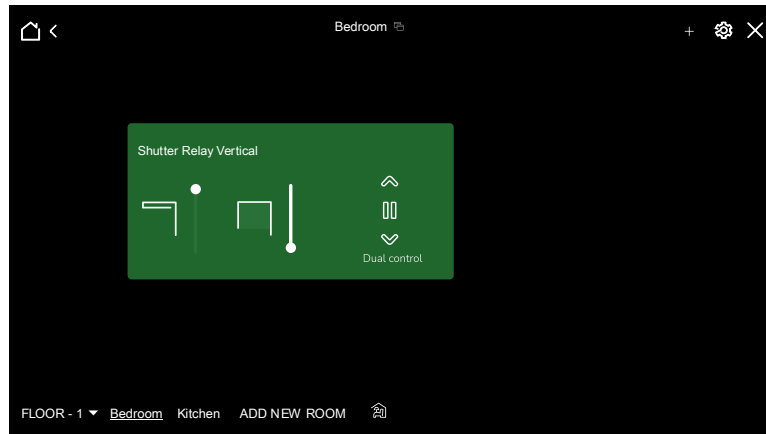 Bedroom
Shutter Relay Vertical
Dual control
FLOOR - 1 Bedroom Kitchen ADD NEW ROOM